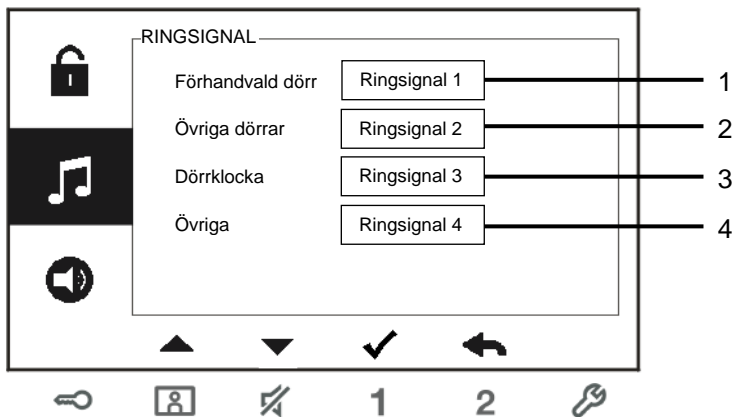 RINGSIGNAL
Förhandvald dörr Ringsignal 1 1
Övriga dörrar Ringsignal 2 2
Dörrklocka Ringsignal 3 3
Övriga Ringsignal 4 4
1 2